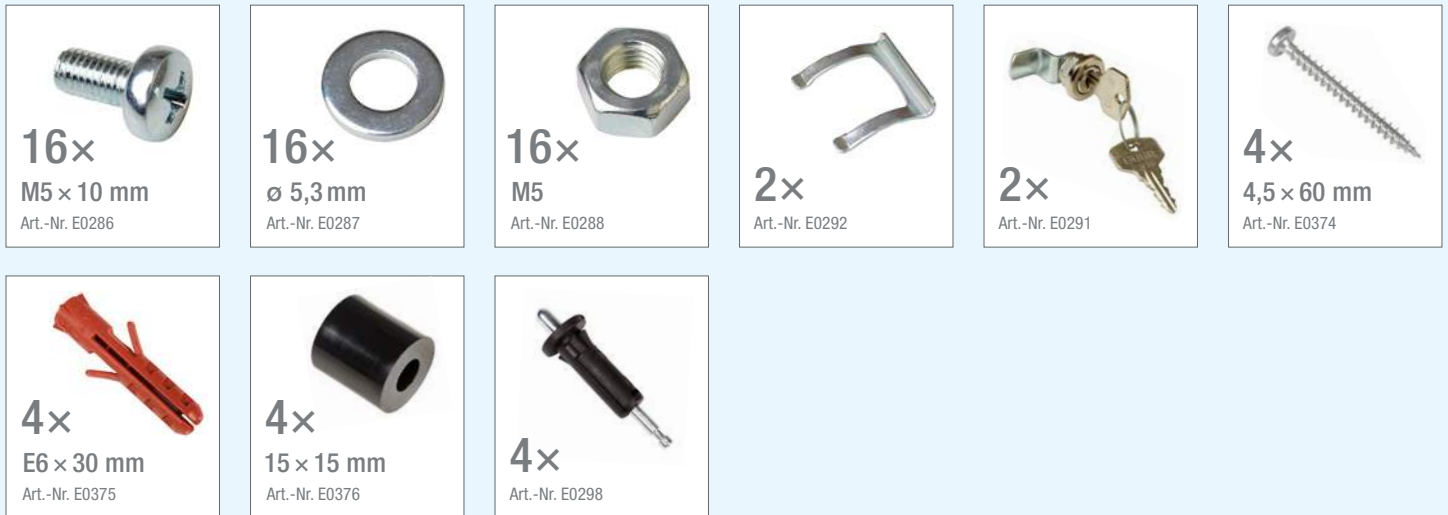 16×
M5 × 10 mm
Art.-Nr. E0286
16×
ø 5,3 mm
Art.-Nr. E0287
16×
M5
Art.-Nr. E0288
2×
Art.-Nr. E0292
2×
Art.-Nr. E0291
4×
4,5 × 60 mm
Art.-Nr. E0374
4×
E6 × 30 mm
Art.-Nr. E0375
4×
15 × 15 mm
Art.-Nr. E0376
4×
Art.-Nr. E0298